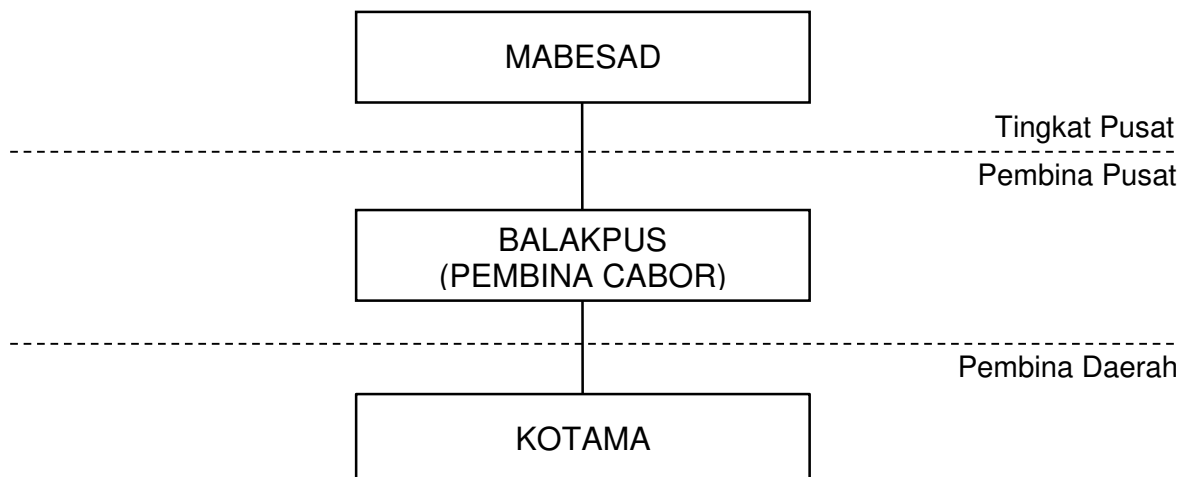 MABESAD
Tingkat Pusat
Pembina Pusat
BALAKPUS
(PEMBINA CABOR)
Pembina Daerah
KOTAMA